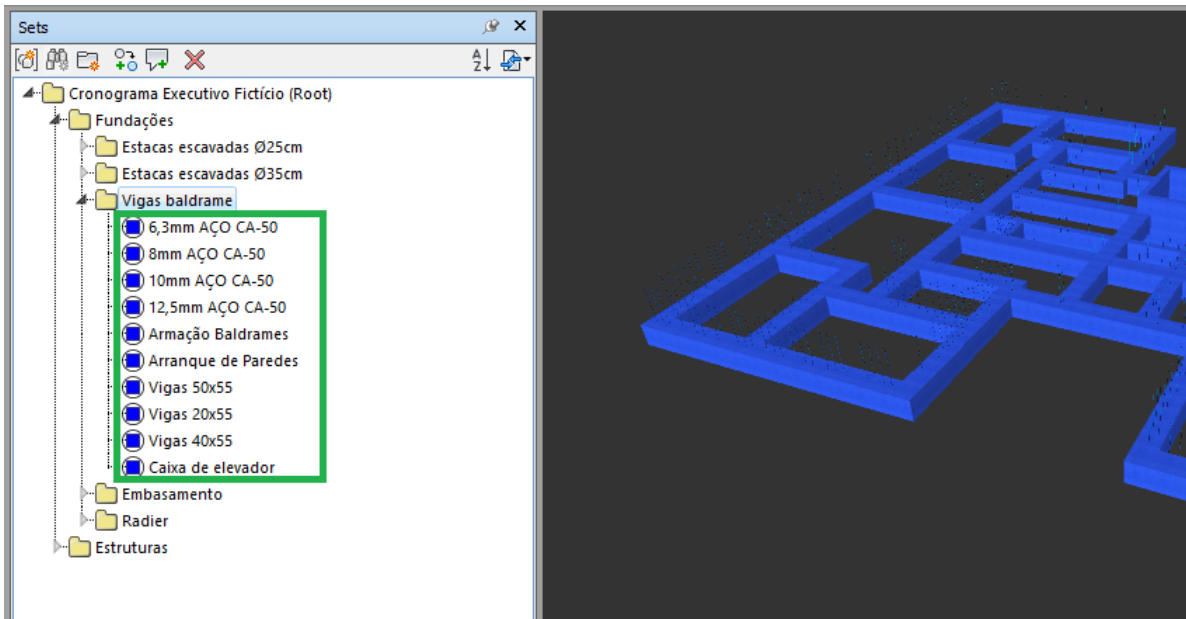 Sets
Cronograma Executivo Fictício (Root)
Fundações
Estacas escavadas Ø25cm
Estacas escavadas Ø35cm
Vigas baldrame
6,3mm AÇO CA-50
8mm AÇO CA-50
10mm AÇO CA-50
12,5mm AÇO CA-50
Armação Baldrames
Arranque de Paredes
Vigas 50x55
Vigas 20x55
Vigas 40x55
Caixa de elevador
Embasamento
Radier
Estruturas